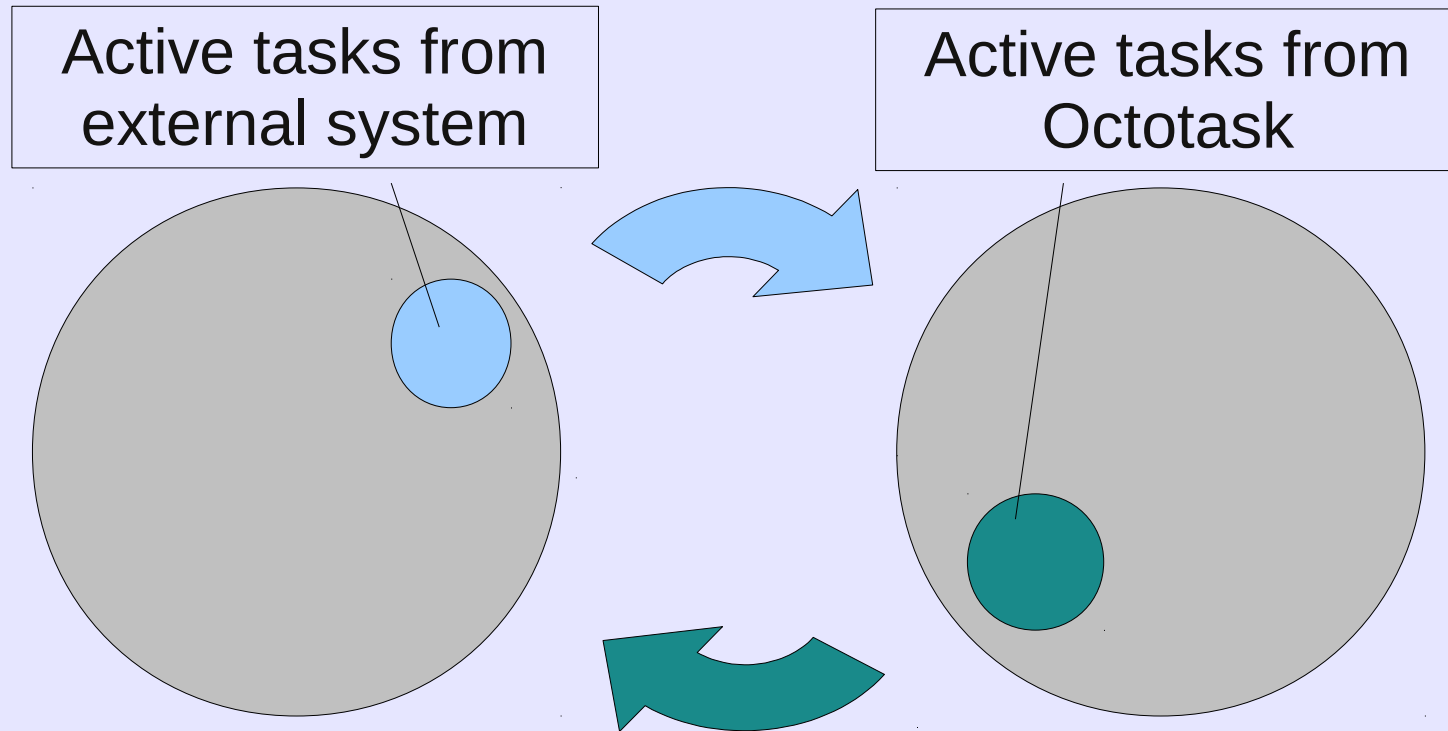 Active tasks from
external system
Active tasks from
Octotask